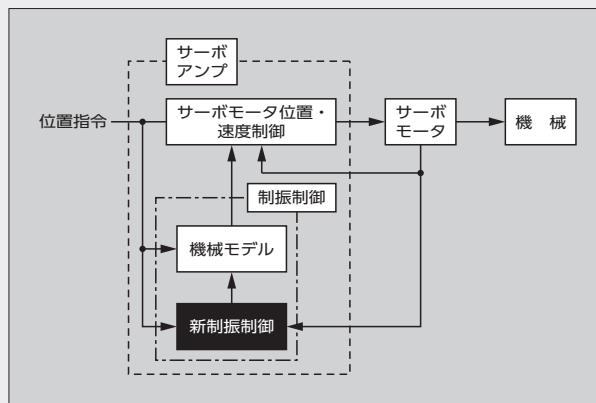 サーボ
アンプ
位置指令
サーボモータ位置・
速度制御
サーボ
モータ
機　械
制振制御
機械モデル
新制振制御